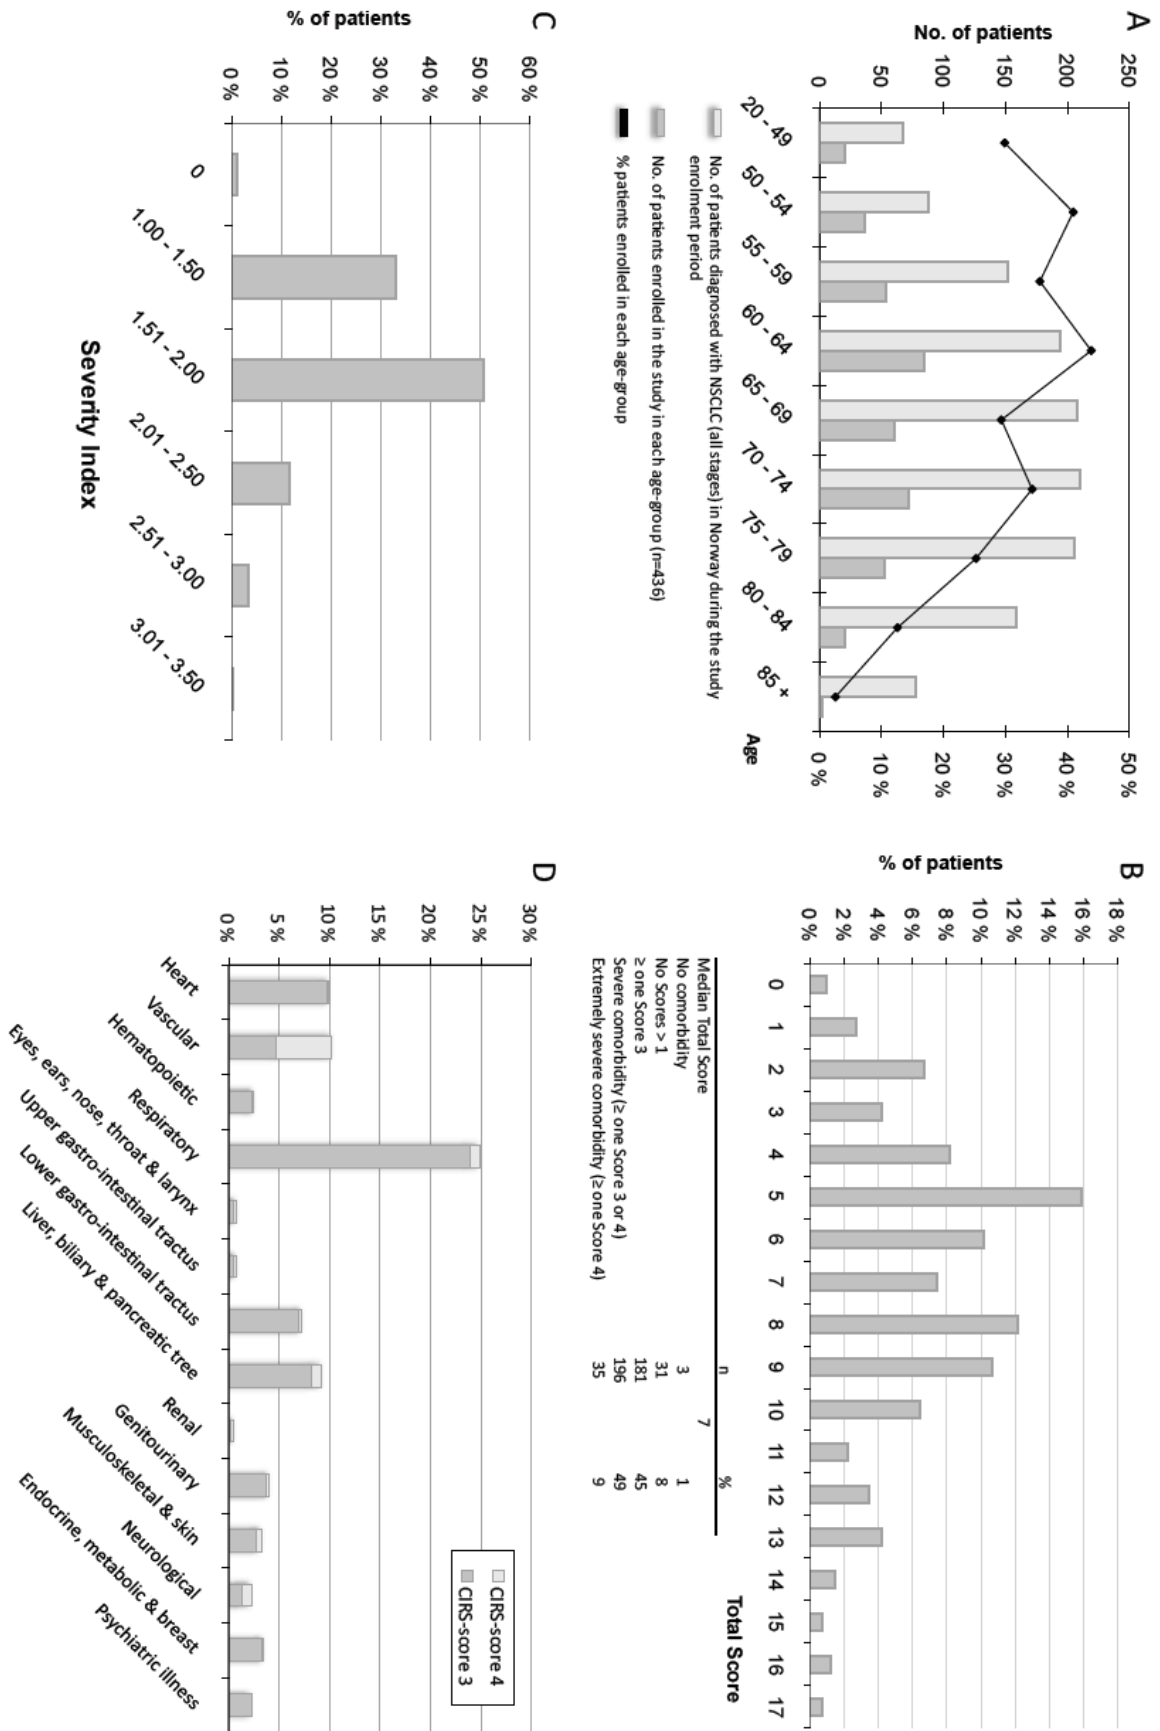 A
No. of patients
250
200
150
100
50
0
50 %
40 %
30 %
20 %
10 %
0 %
20 - 49
50 - 54
55 - 59
60 - 64
65 - 69
70 - 74
75 - 79
80 - 84
85 +
Age
No. of patients diagnosed with NSCLC (all stages) in Norway during the study
enrolment period
No. of patients enrolled in the study in each age-group (n=436)
% patients enrolled in each age-group
B
% of patients
18 %
16 %
14 %
12 %
10 %
8 %
6 %
4 %
2 %
0 %
0 1 2 3 4 5 6 7 8 9 10 11 12 13 14 15 16 17
Total Score
n %
Median Total Score 7
No comorbidity 3 1
No Scores > 1 31 8
≥ one Score 3 181 45
Severe comorbidity (≥ one Score 3 or 4) 196 49
Extremely severe comorbidity (≥ one Score 4) 35 9
C
% of patients
60 %
50 %
40 %
30 %
20 %
10 %
0 %
0
1.00 - 1.50
1.51 - 2.00
2.01 - 2.50
2.51 - 3.00
3.01 - 3.50
Severity Index
D
30 %
25 %
20 %
15 %
10 %
5 %
0 %
CIRS-score 4
CIRS-score 3
Heart
Vascular
Hematopoietic
Respiratory
Eyes, ears, nose, throat & larynx
Upper gastro-intestinal tractus
Lower gastro-intestinal tractus
Liver, biliary & pancreatic tree
Renal
Genitourinary
Musculoskeletal & skin
Neurological
Endocrine, metabolic & breast
Psychiatric illness